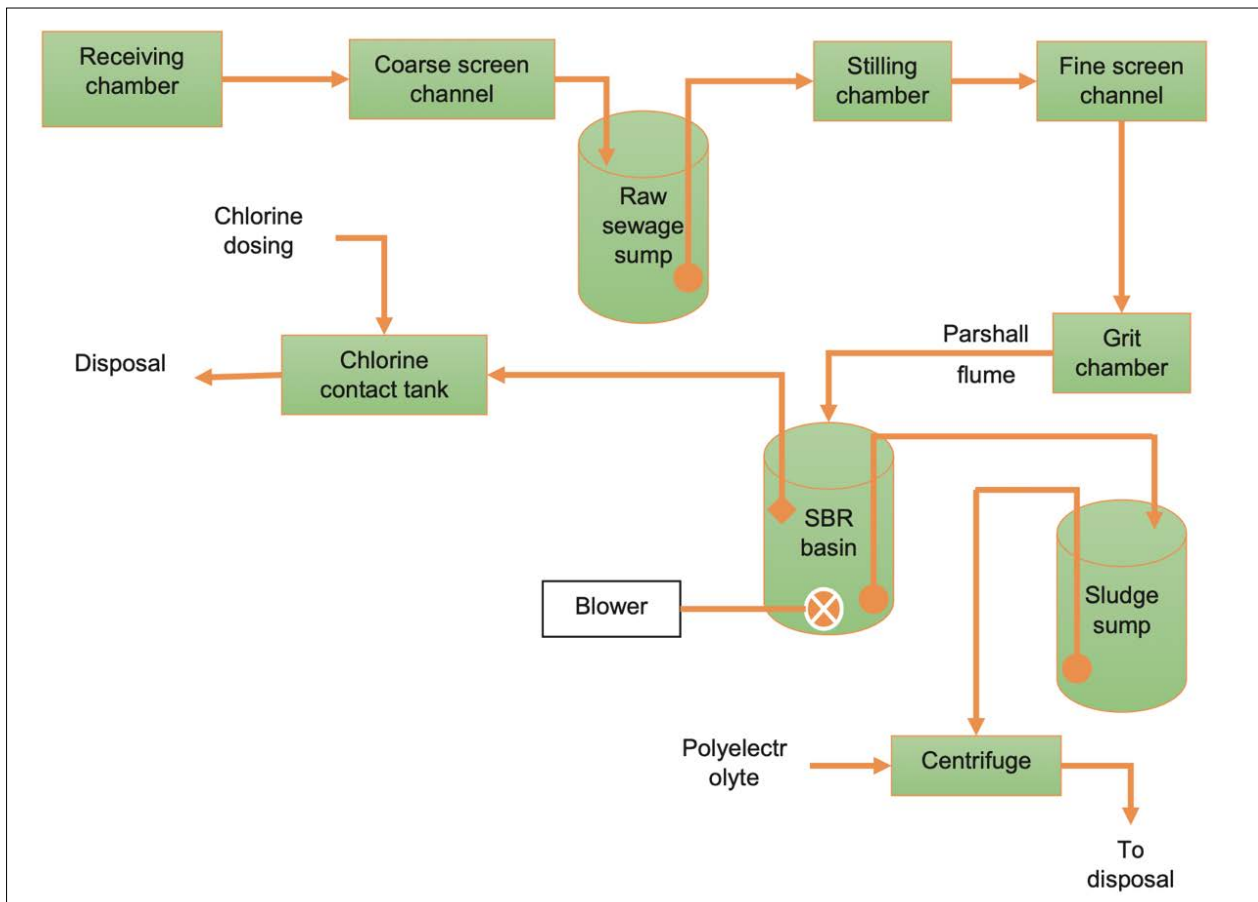 Receiving
chamber
Coarse screen
channel
Stilling
chamber
Fine screen
channel
Raw
sewage
sump
Chlorine
dosing
Parshall
flume
Grit
chamber
Disposal
Chlorine
contact tank
SBR
basin
Blower
Sludge
sump
Polyelectr
olyte
Centrifuge
To
disposal